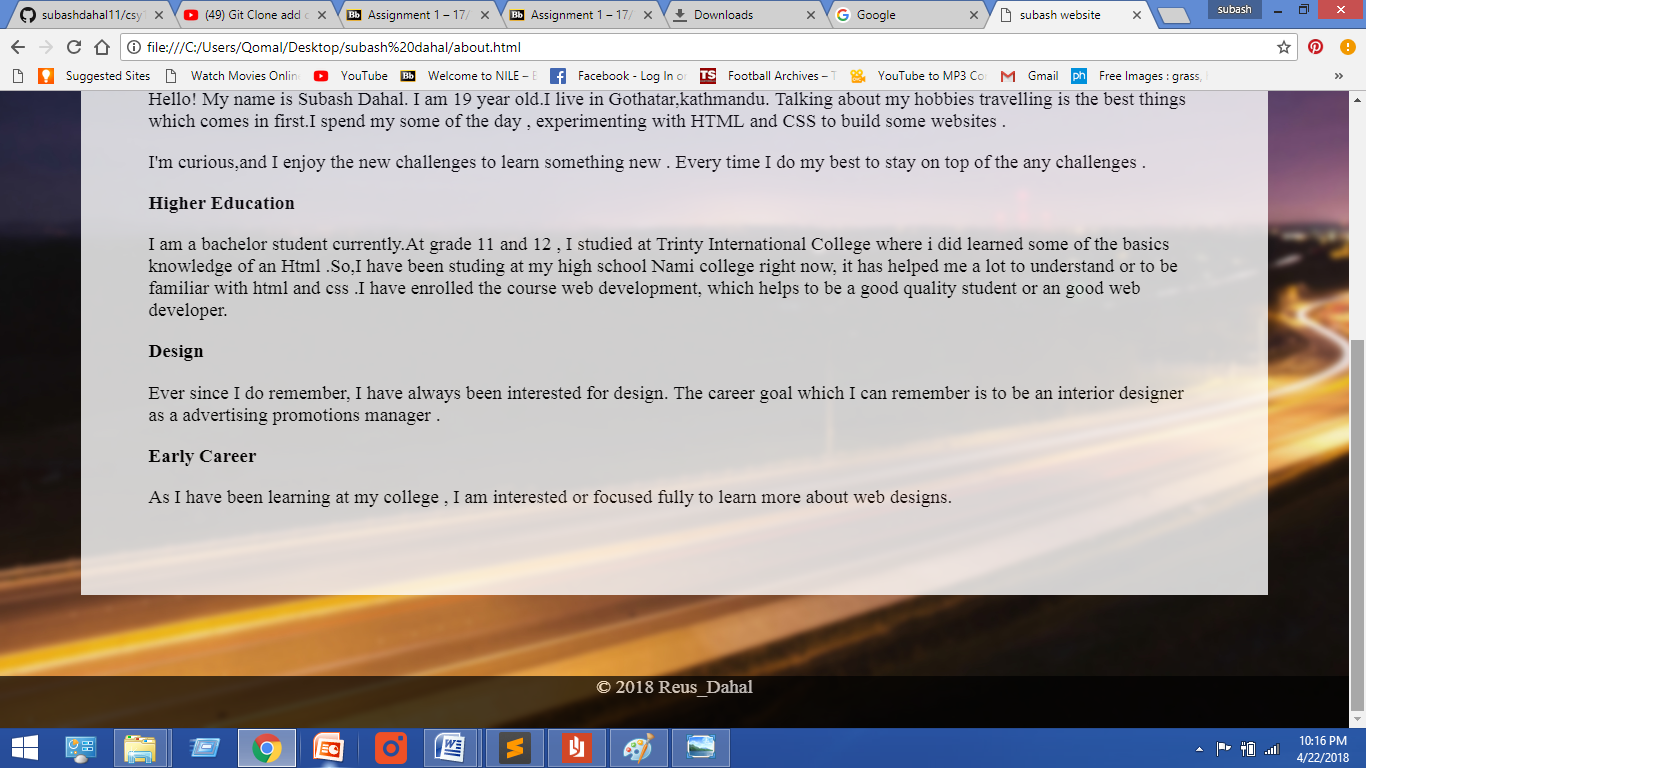 subashdahal11/csy
(49) Git Clone add
Assignment 1 – 17/
Assignment 1 – 17/
Downloads
Google
subash website
subash
file:///C:/Users/Qomal/Desktop/subash%20dahal/about.html
Suggested Sites
Watch Movies Onlin
YouTube
Bb Welcome to NILE –
Facebook - Log In o
TS Football Archives –
YouTube to MP3 Co
Gmail
ph Free Images : grass,
»
Hello! My name is Subash Dahal. I am 19 year old.I live in Gothatar,kathmandu. Talking about my hobbies travelling is the best things
which comes in first.I spend my some of the day , experimenting with HTML and CSS to build some websites .
I'm curious,and I enjoy the new challenges to learn something new . Every time I do my best to stay on top of the any challenges .
Higher Education
I am a bachelor student currently.At grade 11 and 12 , I studied at Trinty International College where i did learned some of the basics
knowledge of an Html .So,I have been studing at my high school Nami college right now, it has helped me a lot to understand or to be
familiar with html and css .I have enrolled the course web development, which helps to be a good quality student or an good web
developer.
Design
Ever since I do remember, I have always been interested for design. The career goal which I can remember is to be an interior designer
as a advertising promotions manager .
Early Career
As I have been learning at my college , I am interested or focused fully to learn more about web designs.
© 2018 Reus_Dahal
10:16 PM
4/22/2018